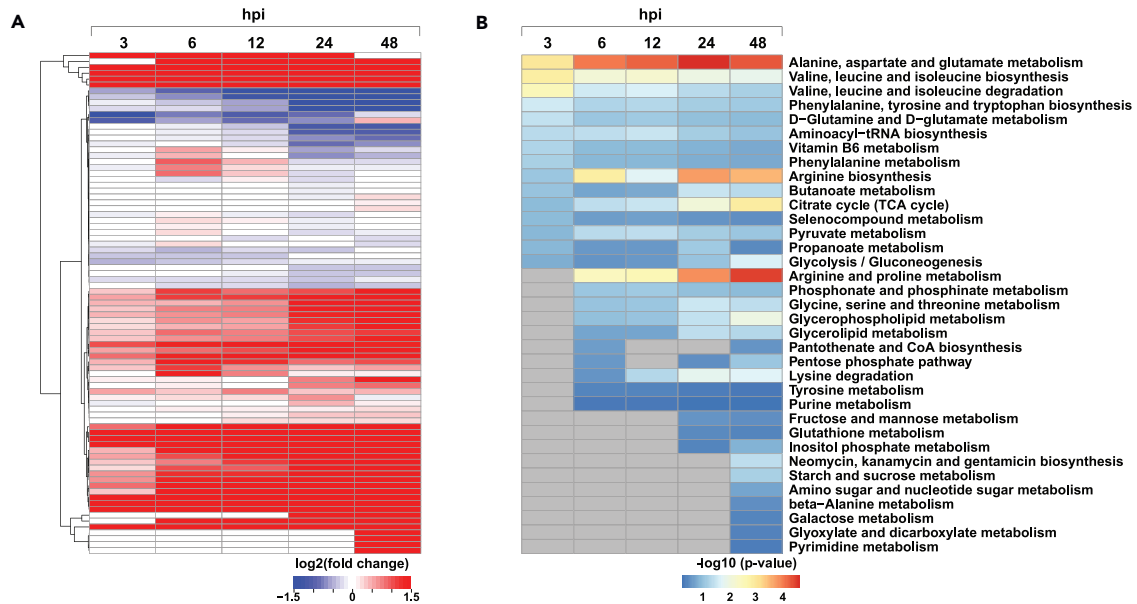 A
hpi
3 6 12 24 48
log2(fold change)
−1.5 0 1.5
B
hpi
3 6 12 24 48
Alanine, aspartate and glutamate metabolism
Valine, leucine and isoleucine biosynthesis
Valine, leucine and isoleucine degradation
Phenylalanine, tyrosine and tryptophan biosynthesis
D−Glutamine and D−glutamate metabolism
Aminoacyl−tRNA biosynthesis
Vitamin B6 metabolism
Phenylalanine metabolism
Arginine biosynthesis
Butanoate metabolism
Citrate cycle (TCA cycle)
Selenocompound metabolism
Pyruvate metabolism
Propanoate metabolism
Glycolysis / Gluconeogenesis
Arginine and proline metabolism
Phosphonate and phosphinate metabolism
Glycine, serine and threonine metabolism
Glycerophospholipid metabolism
Glycerolipid metabolism
Pantothenate and CoA biosynthesis
Pentose phosphate pathway
Lysine degradation
Tyrosine metabolism
Purine metabolism
Fructose and mannose metabolism
Glutathione metabolism
Inositol phosphate metabolism
Neomycin, kanamycin and gentamicin biosynthesis
Starch and sucrose metabolism
Amino sugar and nucleotide sugar metabolism
beta−Alanine metabolism
Galactose metabolism
Glyoxylate and dicarboxylate metabolism
Pyrimidine metabolism
-log10 (p-value)
1 2 3 4